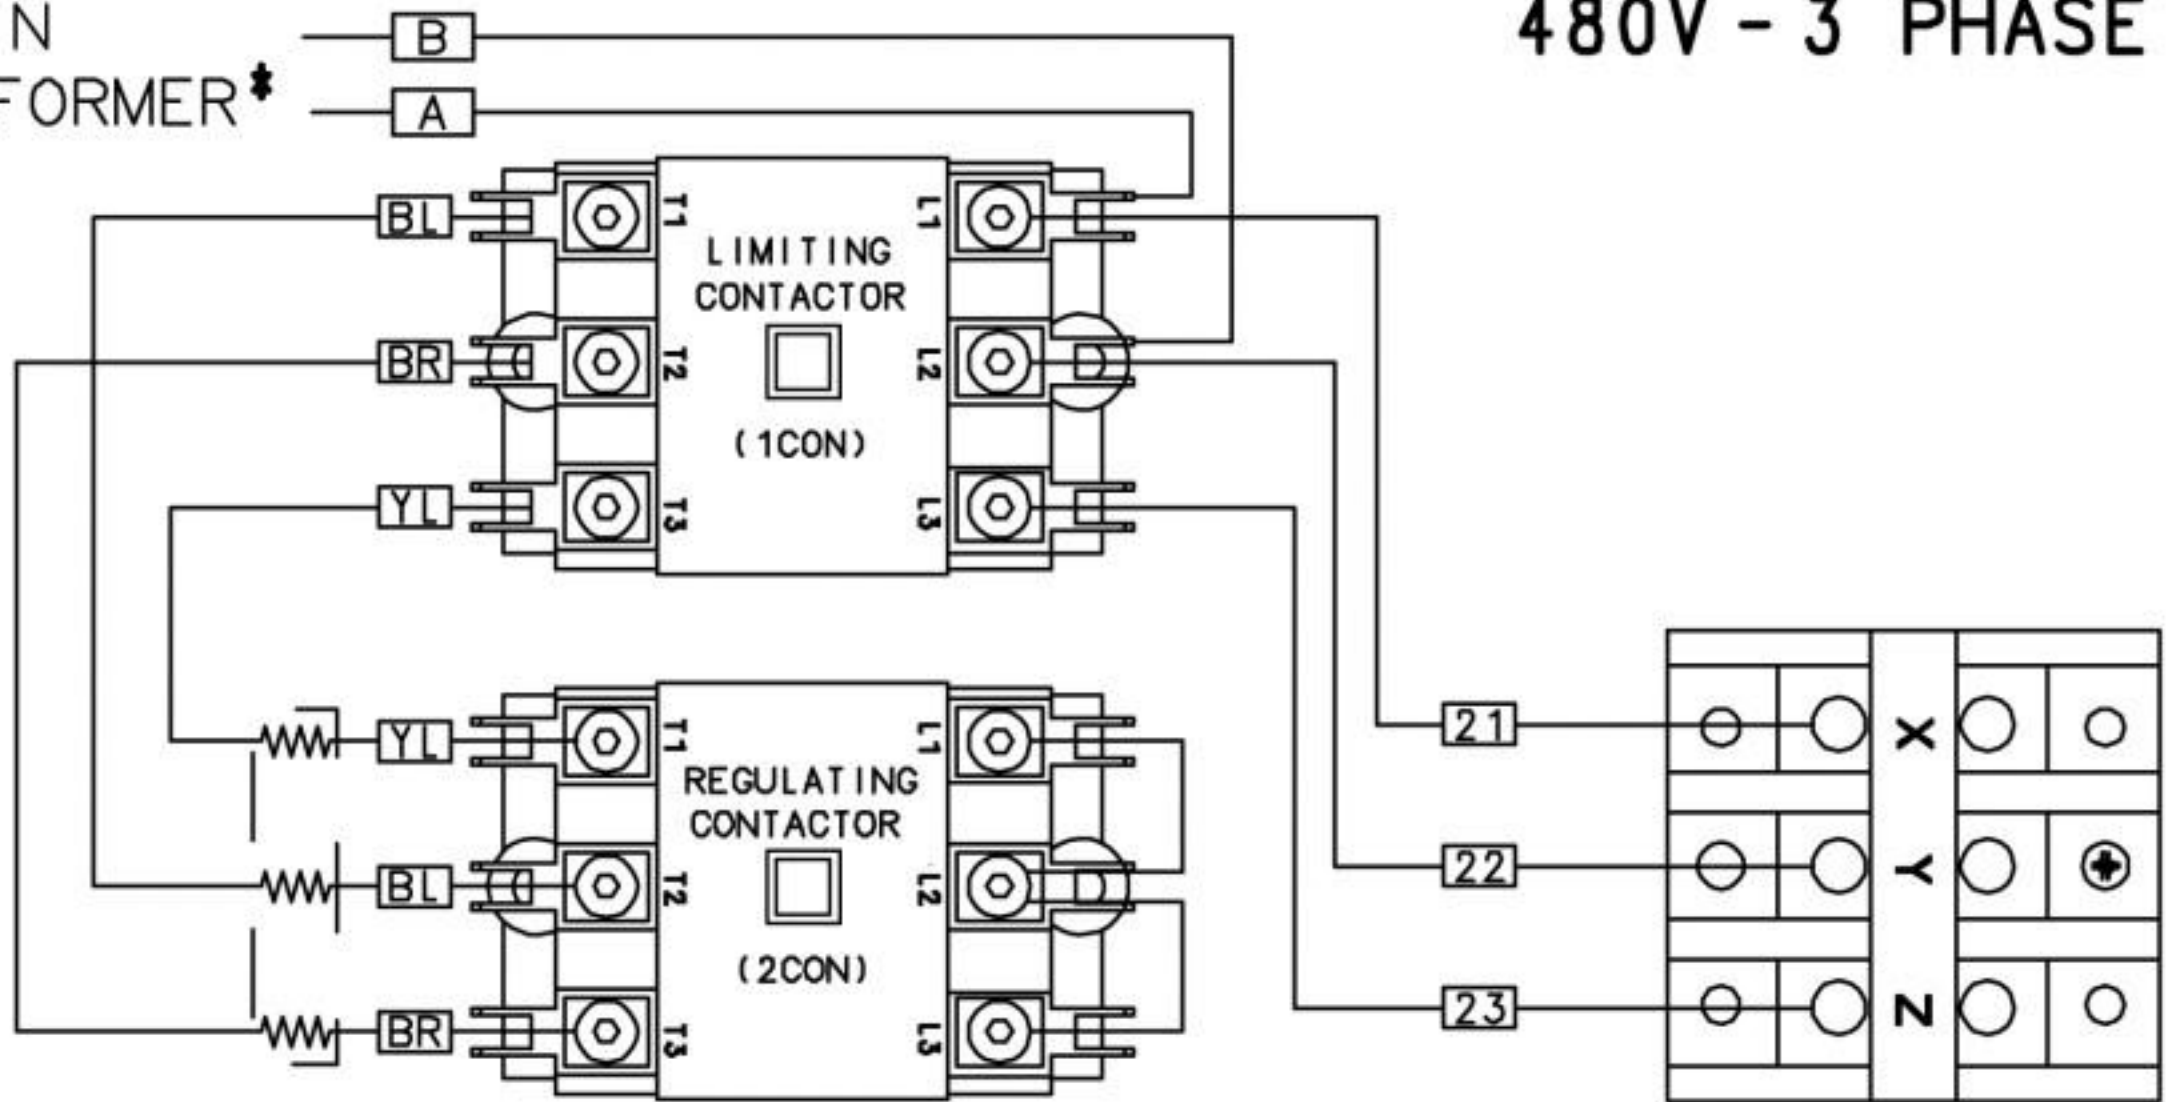 N
FORMER*
480V - 3 PHASE
B
A
BL
BR
YL
T1
T2
T3
LIMITING
CONTACTOR
(1CON)
L1
L2
L3
YL
BL
BR
T1
T2
T3
REGULATING
CONTACTOR
(2CON)
L1
L2
L3
21
22
23
X
Y
Z